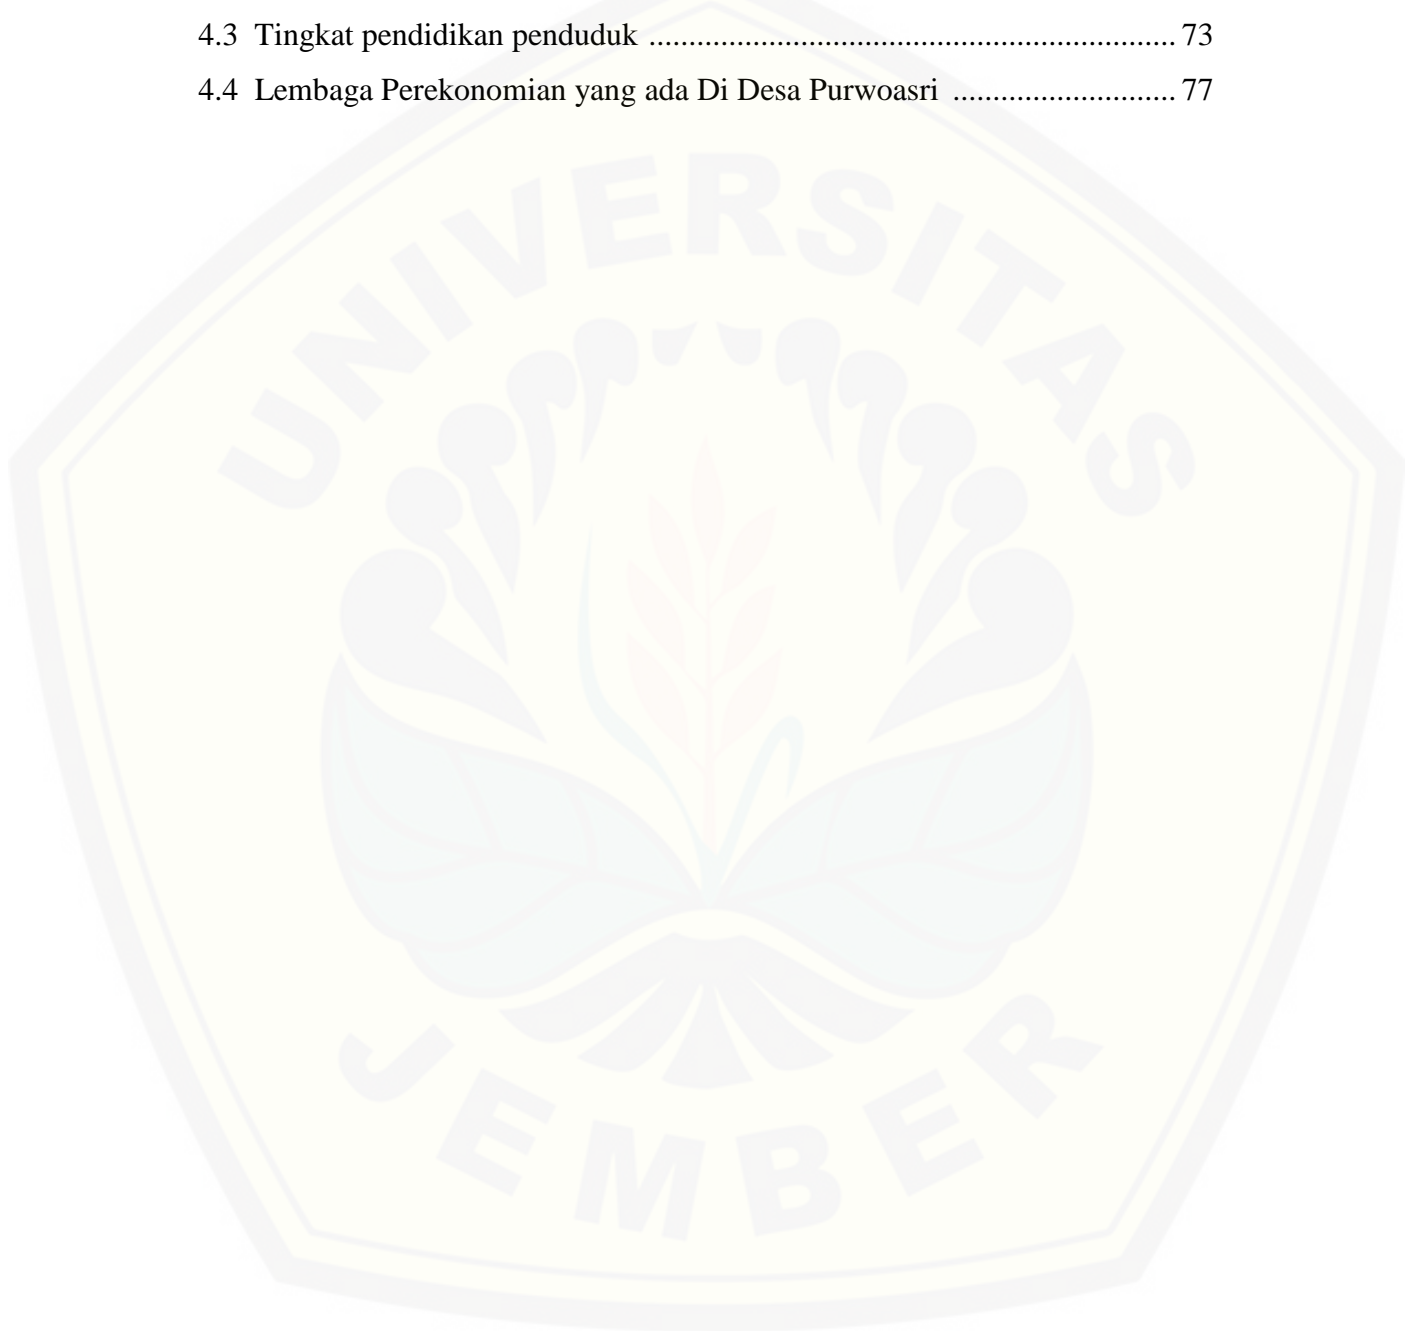 4.3 Tingkat pendidikan penduduk .................................................................. 73
4.4 Lembaga Perekonomian yang ada Di Desa Purwoasri ............................ 77
UNIVERSITAS
JEMBER